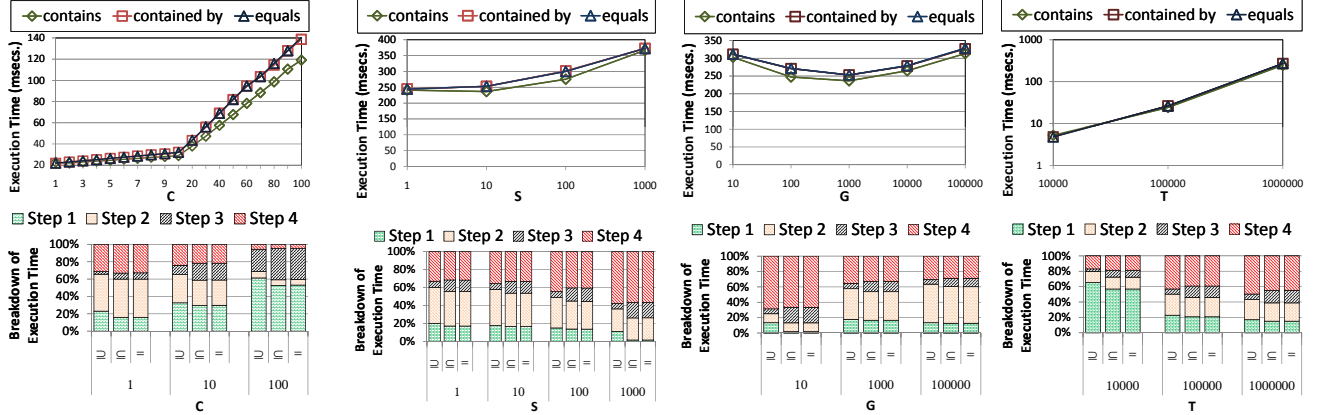 contains contained by equals
Execution Time (msecs.)
140
120
100
80
60
40
20
1 3 5 7 9 20 40 60 80 100
C
contains contained by equals
Execution Time (msecs.)
400
350
300
250
200
150
100
50
0
1 10 100 1000
S
contains contained by equals
Execution Time (msecs.)
350
300
250
200
150
100
50
0
10 100 1000 10000 100000
G
contains contained by equals
Execution Time (msecs.)
1000
100
10
1
10000 100000 1000000
T
Step 1 Step 2 Step 3 Step 4
Breakdown of
Execution Time
100%
80%
60%
40%
20%
0%
⊇ ⊆ = ⊇ ⊆ = ⊇ ⊆ =
1 10 100
C
Step 1 Step 2 Step 3 Step 4
Breakdown of
Execution Time
100%
80%
60%
40%
20%
0%
⊇ ⊆ = ⊇ ⊆ = ⊇ ⊆ = ⊇ ⊆ =
1 10 100 1000
S
Step 1 Step 2 Step 3 Step 4
Breakdown of
Execution Time
100%
80%
60%
40%
20%
0%
⊇ ⊆ = ⊇ ⊆ = ⊇ ⊆ =
10 1000 100000
G
Step 1 Step 2 Step 3 Step 4
Breakdown of
Execution Time
100%
80%
60%
40%
20%
0%
⊇ ⊆ = ⊇ ⊆ = ⊇ ⊆ =
10000 100000 1000000
T